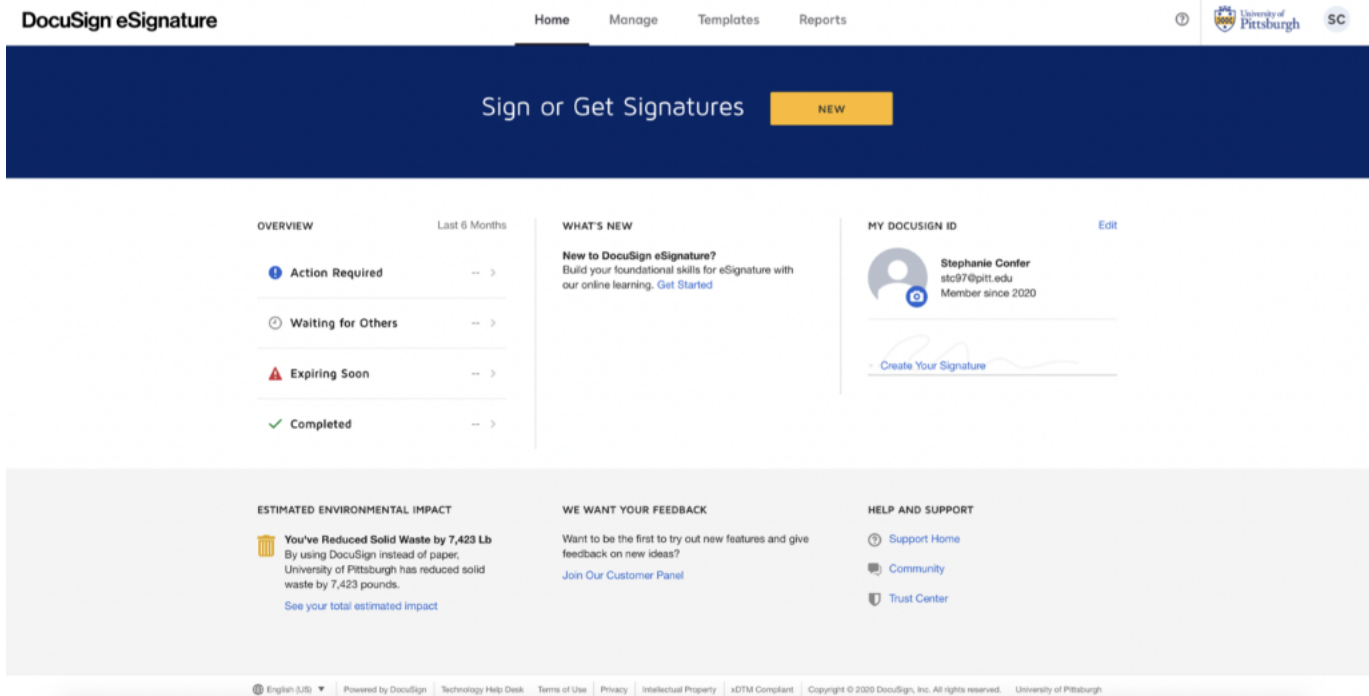 DocuSign eSignature
Home Manage Templates Reports
University of
Pittsburgh
SC
Sign or Get Signatures
NEW
OVERVIEW
Last 6 Months
Action Required --
Waiting for Others --
Expiring Soon --
Completed --
WHAT'S NEW
New to DocuSign eSignature?
Build your foundational skills for eSignature with
our online learning. Get Started
MY DOCUSIGN ID
Edit
Stephanie Confer
stc97@pitt.edu
Member since 2020
Create Your Signature
ESTIMATED ENVIRONMENTAL IMPACT
You've Reduced Solid Waste by 7,423 Lb
By using DocuSign instead of paper,
University of Pittsburgh has reduced solid
waste by 7,423 pounds.
See your total estimated impact
WE WANT YOUR FEEDBACK
Want to be the first to try out new features and give
feedback on new ideas?
Join Our Customer Panel
HELP AND SUPPORT
Support Home
Community
Trust Center
English (US) ▼ Powered by DocuSign Technology Help Desk Terms of Use Privacy Intellectual Property xDTM Compliant Copyright © 2020 DocuSign, Inc. All rights reserved. University of Pittsburgh